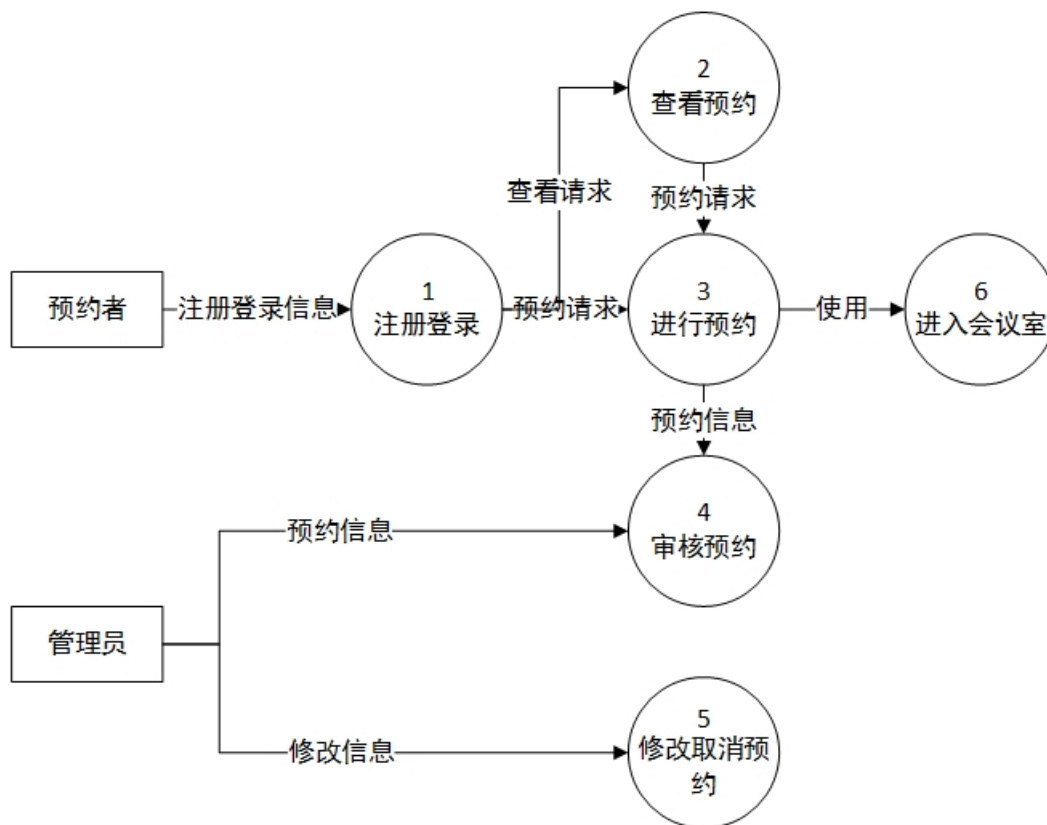 2
查看预约
查看请求
预约请求
预约者
注册登录信息
1
注册登录
预约请求
3
进行预约
使用
6
进入会议室
预约信息
预约信息
4
审核预约
管理员
修改信息
5
修改取消预
约